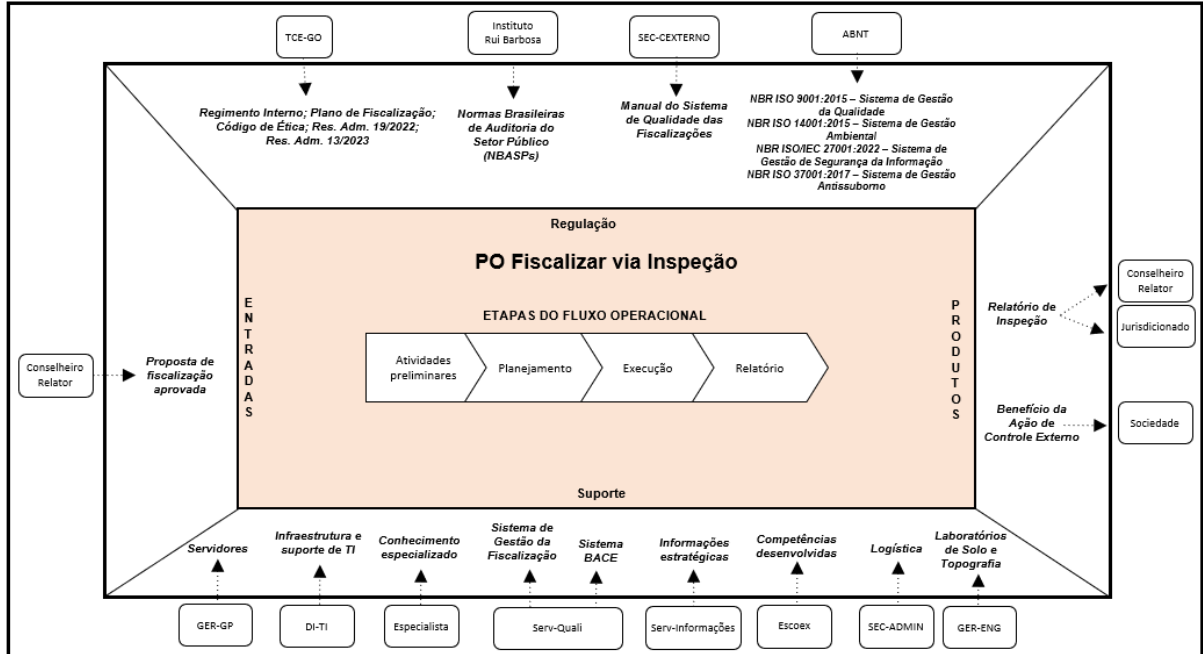 TCE-GO
Instituto
Rui Barbosa
SEC-CEXTERNO
ABNT
Regimento Interno; Plano de Fiscalização;
Código de Ética; Res. Adm. 19/2022;
Res. Adm. 13/2023
Normas Brasileiras
de Auditoria do
Setor Público
(NBASPs)
Manual do Sistema
de Qualidade das
Fiscalizações
NBR ISO 9001:2015 – Sistema de Gestão
da Qualidade
NBR ISO 14001:2015 – Sistema de Gestão
Ambiental
NBR ISO/IEC 27001:2022 – Sistema de
Gestão de Segurança da Informação
NBR ISO 37001:2017 – Sistema de Gestão
Antissuborno
Regulação
PO Fiscalizar via Inspeção
ETAPAS DO FLUXO OPERACIONAL
Atividades
preliminares
Planejamento
Execução
Relatório
Conselheiro
Relator
Proposta de
fiscalização
aprovada
ENTRADAS
PRODUTOS
Relatório de
Inspeção
Conselheiro
Relator
Jurisdicionado
Benefício da
Ação de
Controle Externo
Sociedade
Suporte
Servidores
Infraestrutura e
suporte de TI
Conhecimento
especializado
Sistema de
Gestão da
Fiscalização
Sistema
BACE
Informações
estratégicas
Competências
desenvolvidas
Logística
Laboratórios
de Solo e
Topografia
GER-GP
DI-TI
Especialista
Serv-Quali
Serv-Informações
Escoex
SEC-ADMIN
GER-ENG